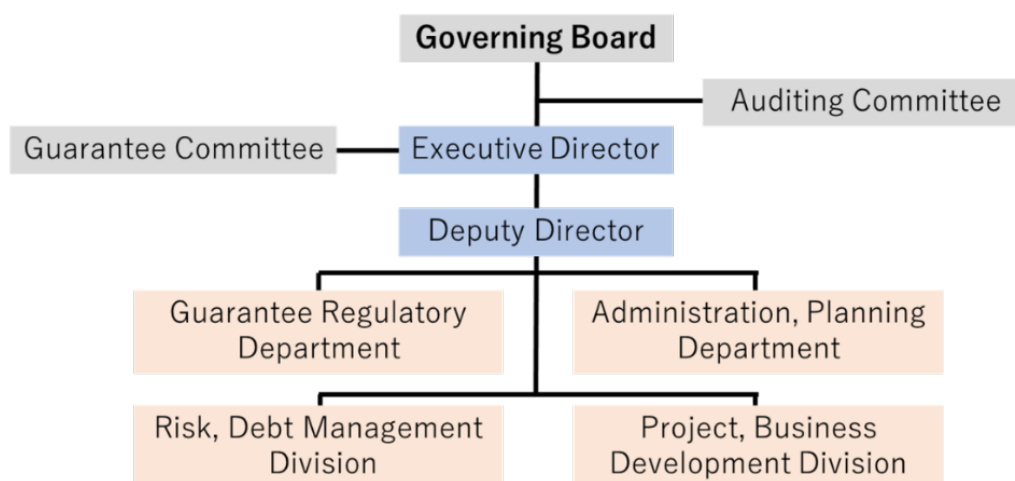 Governing Board
Auditing Committee
Guarantee Committee
Executive Director
Deputy Director
Guarantee Regulatory
Department
Administration, Planning
Department
Risk, Debt Management
Division
Project, Business
Development Division